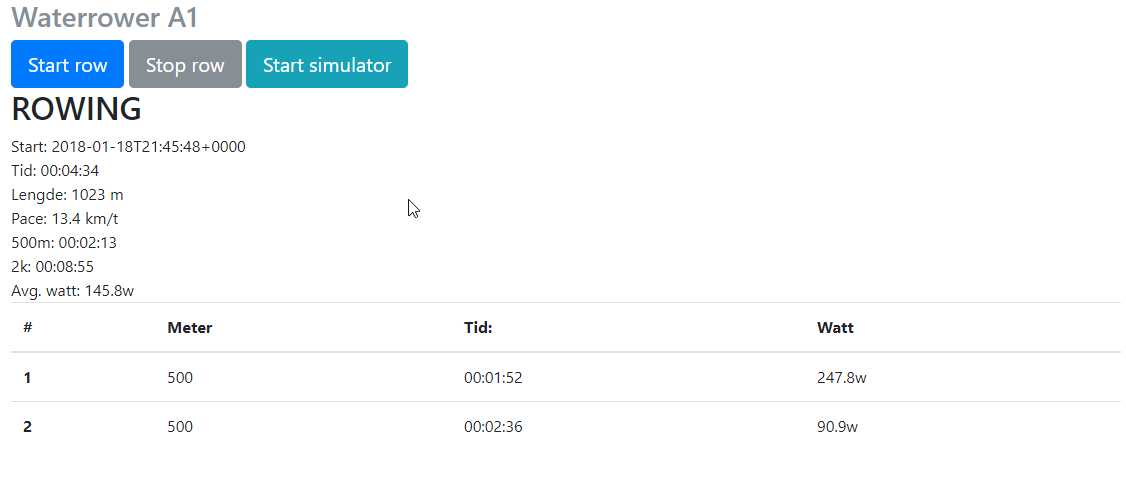 Waterrower A1
Start row Stop row Start simulator
ROWING
Start: 2018-01-18T21:45:48+0000
Tid: 00:04:34
Lengde: 1023 m
Pace: 13.4 km/t
500m: 00:02:13
2k: 00:08:55
Avg. watt: 145.8w
# Meter Tid: Watt
1 500 00:01:52 247.8w
2 500 00:02:36 90.9w